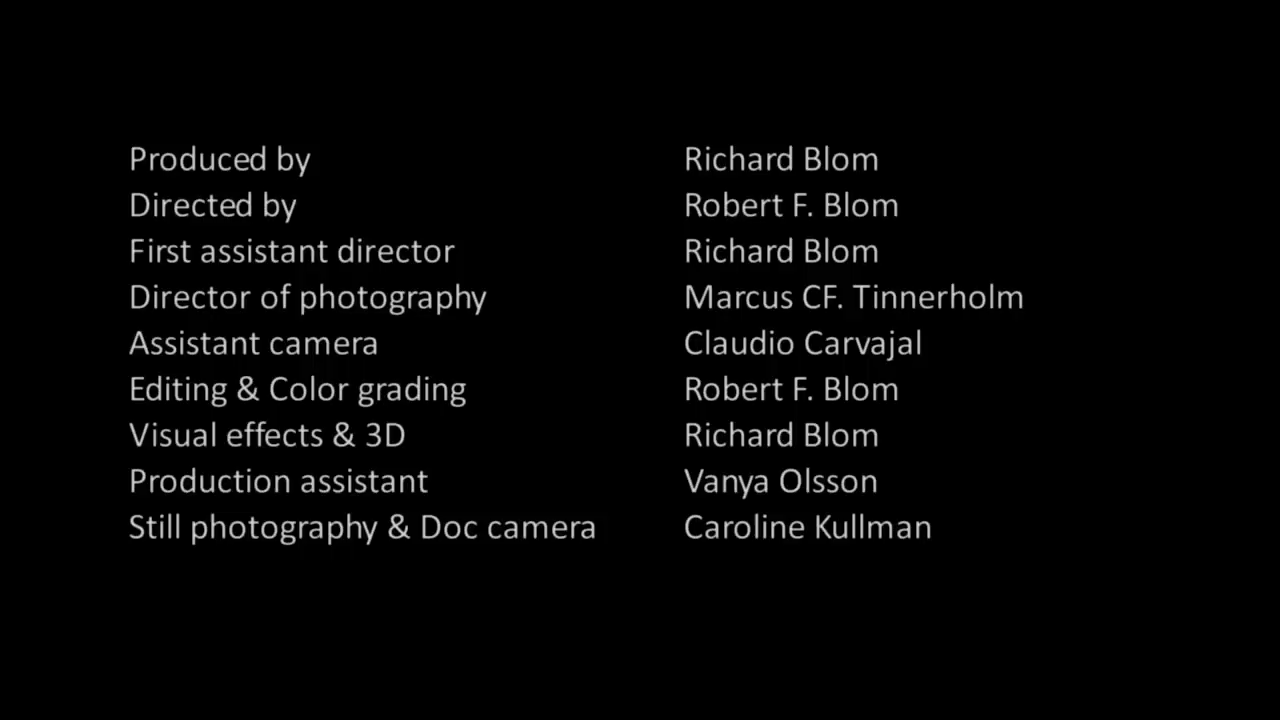 Produced by Richard Blom
Directed by Robert F. Blom
First assistant director Richard Blom
Director of photography Marcus CF. Tinnerholm
Assistant camera Claudio Carvajal
Editing & Color grading Robert F. Blom
Visual effects & 3D Richard Blom
Production assistant Vanya Olsson
Still photography & Doc camera Caroline Kullman